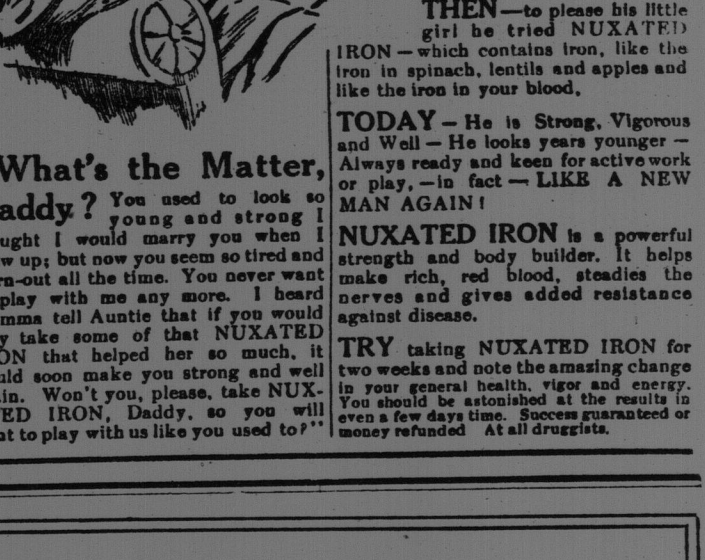 What's the Matter,
addy? You used to look so
young and strong I
ught I would marry you when I
w up; but now you seem so tired and
rn-out all the time. You never want
play with me any more. I heard
mma tell Auntie that if you would
y take some of that NUXATED
ON that helped her so much, it
uld soon make you strong and well
in. Won't you, please, take NUX-
ED IRON, Daddy, so you will
nt to play with us like you used to?"
THEN—to please his little
girl he tried NUXATED
IRON—which contains iron, like the
iron in spinach, lentils and apples and
like the iron in your blood.
TODAY—He is Strong, Vigorous
and Well—He looks years younger—
Always ready and keen for active work
or play,—in fact—LIKE A NEW
MAN AGAIN!
NUXATED IRON is a powerful
strength and body builder. It helps
make rich, red blood, steadies the
nerves and gives added resistance
against disease.
TRY taking NUXATED IRON for
two weeks and note the amazing change
in your general health, vigor and energy.
You should be astonished at the results in
even a few days time. Success guaranteed or
money refunded At all druggists.